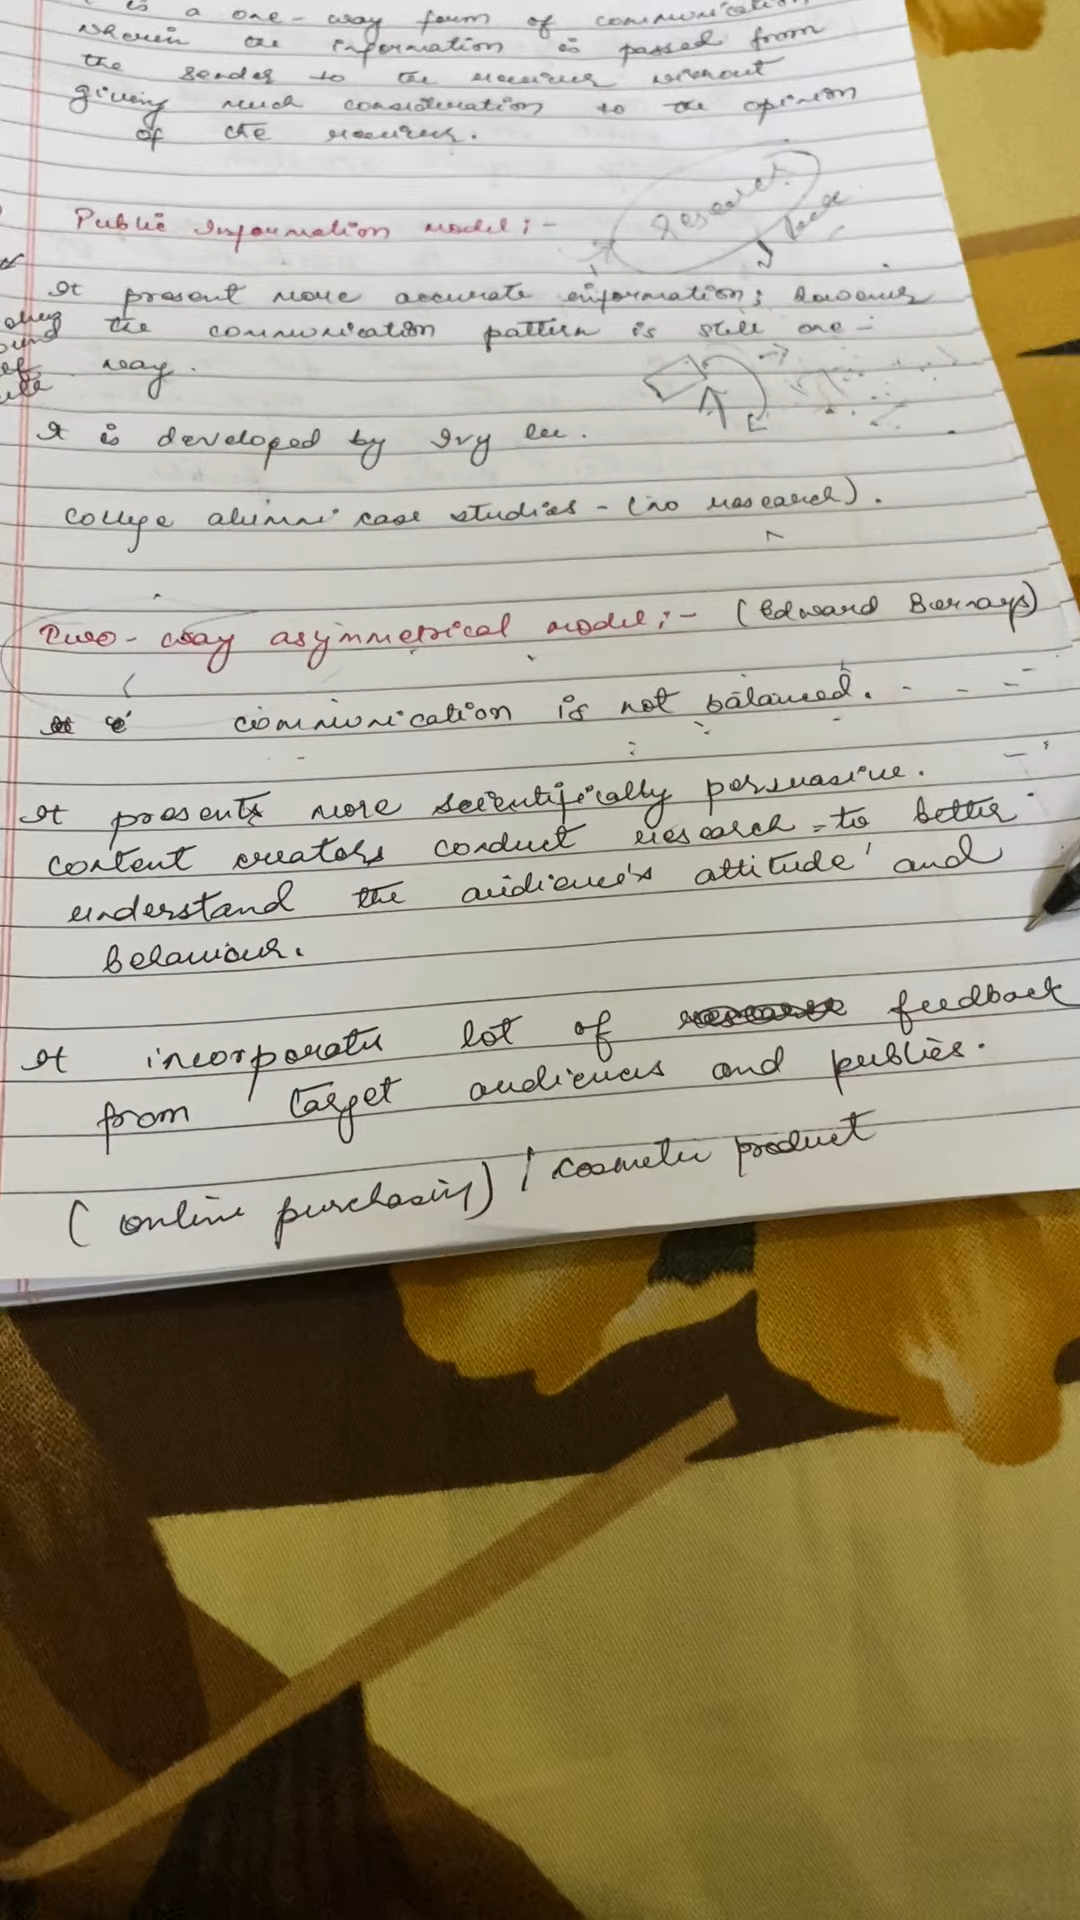 is a one-way form of communication
wherein the information is passed from
the sender to the receiver without
giving much consideration to the opinion
of the receiver.
Research
Public Information model:-
It present more accurate information; however
the communication pattern is still one-
way.
It is developed by Ivy lee.
College alumni case studies - (no research).
Two-way asymmetrical model:- (Edward Bernays)
communication is not balanced.
It presents more scientifically persuasive.
content creators conduct research to better
understand the audience's attitude and
behaviour.
It incorporate lot of feedback
from target audiences and publics.
(online purchasing) / cosmetic product